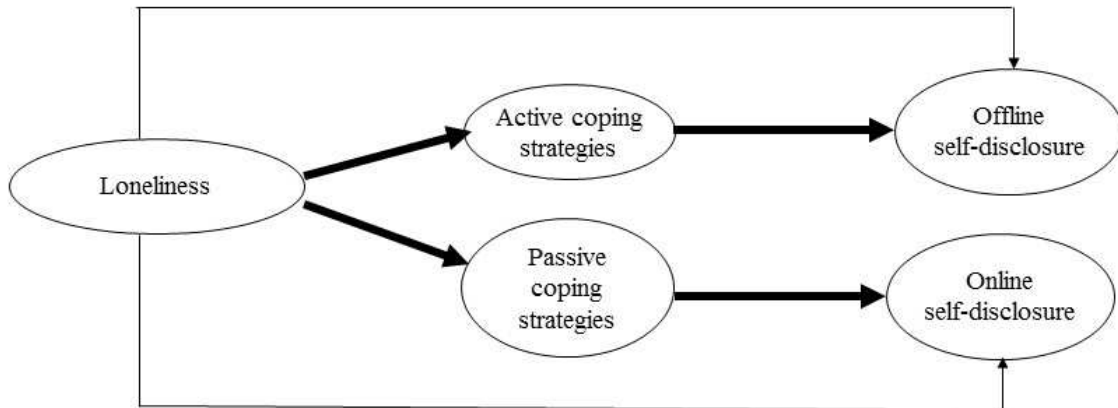 Loneliness
Active coping
strategies
Offline
self-disclosure
Passive
coping
strategies
Online
self-disclosure